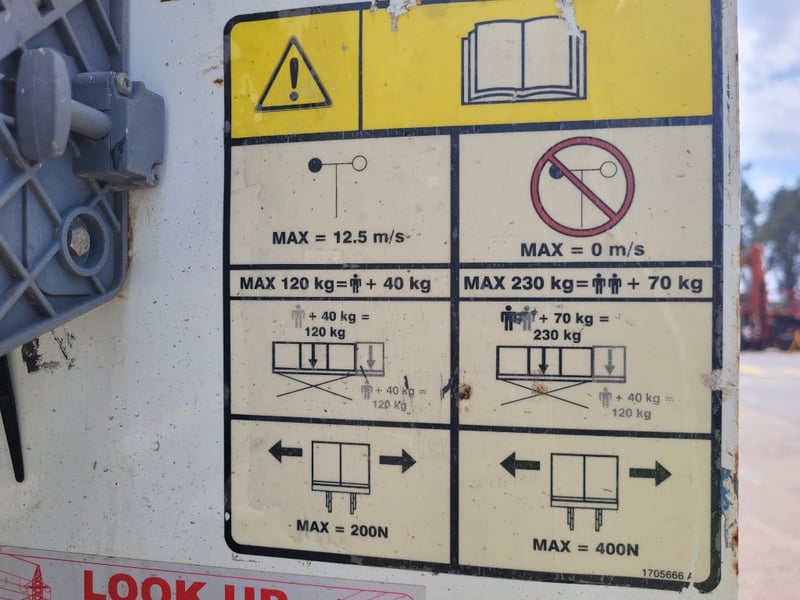 MAX = 12.5 m/s
MAX = 0 m/s
MAX 120 kg= + 40 kg
MAX 230 kg= + 70 kg
+ 40 kg =
120 kg
+ 40 kg =
120 kg
+ 70 kg =
230 kg
+ 40 kg =
120 kg
MAX = 200N
MAX = 400N
1705666 A
LOOK UP